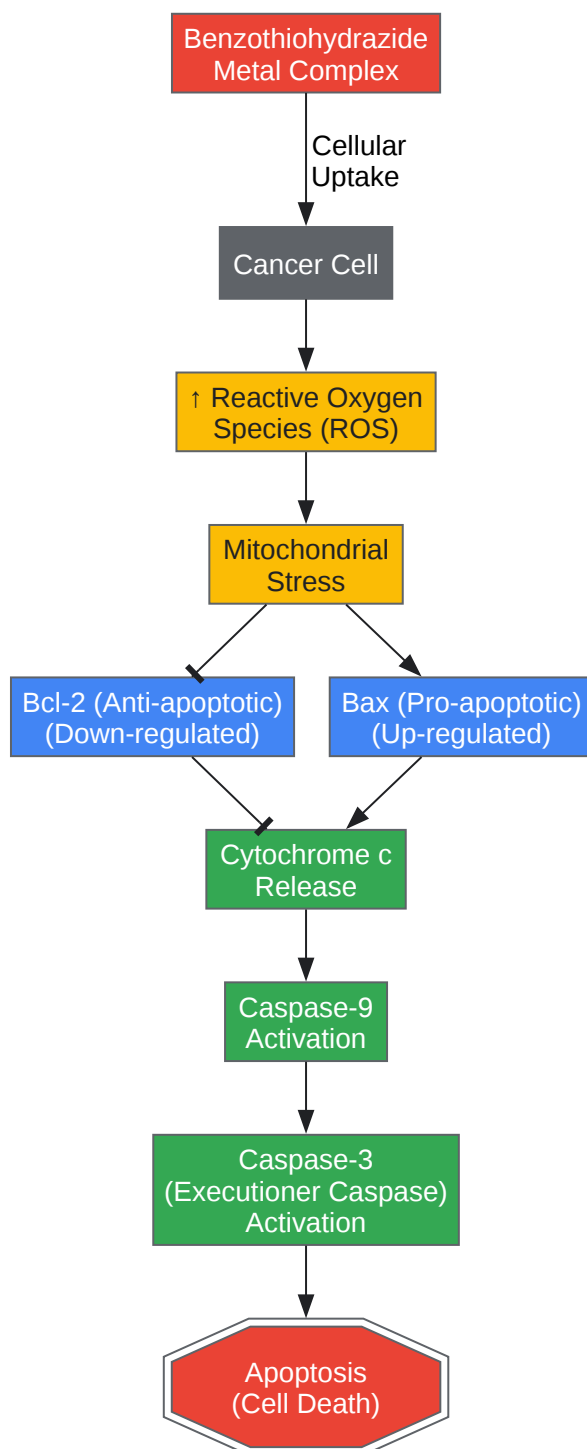 Benzothiohydrazide
Metal Complex
Cellular
Uptake
Cancer Cell
↑ Reactive Oxygen
Species (ROS)
Mitochondrial
Stress
Bcl-2 (Anti-apoptotic)
(Down-regulated)
Bax (Pro-apoptotic)
(Up-regulated)
Cytochrome c
Release
Caspase-9
Activation
Caspase-3
(Executioner Caspase)
Activation
Apoptosis
(Cell Death)